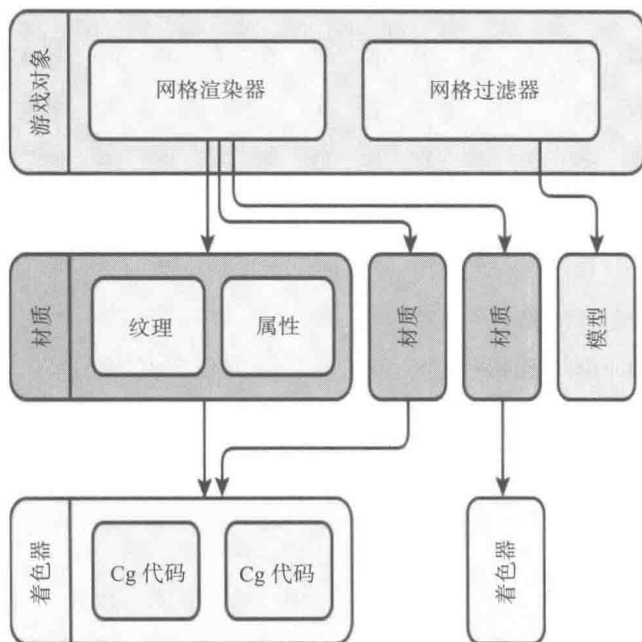 游戏对象
网格渲染器
网格过滤器
材质
纹理
属性
材质
材质
模型
着色器
Cg 代码
Cg 代码
着色器